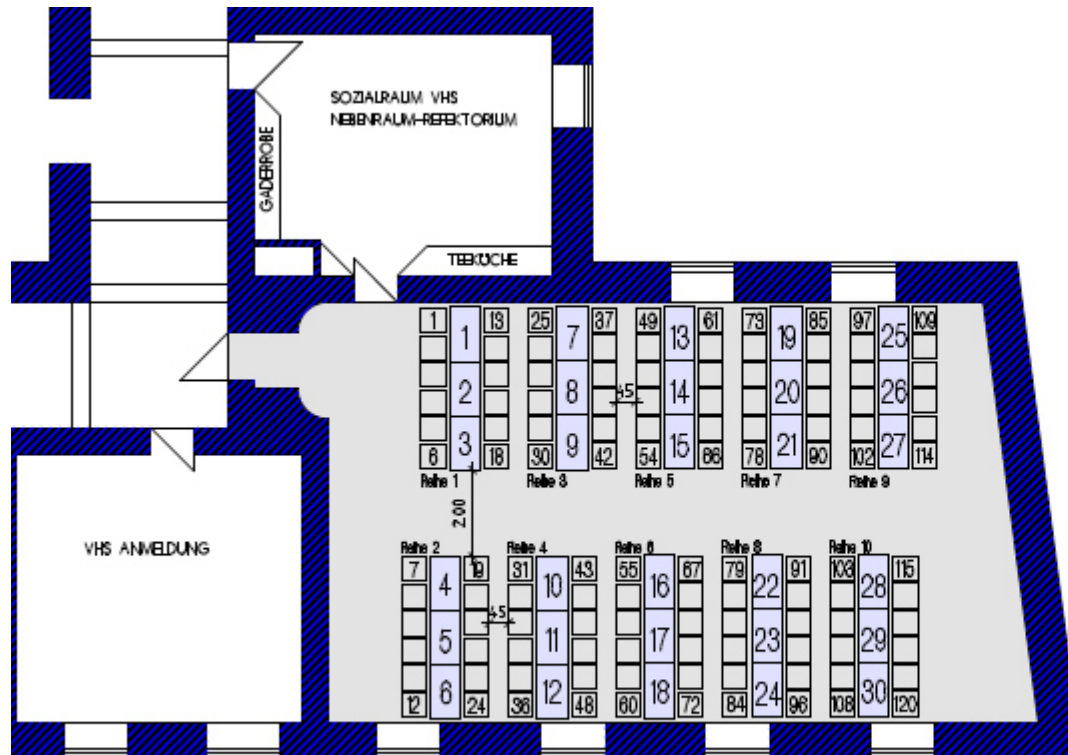 SOZIALRAUM VHS
NEBENRAUM-REFEKTORIUM
GADERROBE
TEEKÜCHE
1 1 13 25 7 37 49 13 61 73 19 85 97 25 109
2 8 14 20 26
45
6 3 18 30 9 42 54 15 66 78 21 90 102 27 114
Reihe 1 Reihe 3 Reihe 5 Reihe 7 Reihe 9
2.00
VHS ANMELDUNG
Reihe 2 Reihe 4 Reihe 6 Reihe 8 Reihe 10
7 4 19 31 10 43 55 16 67 79 22 91 103 28 115
45
5 11 17 23 29
12 6 24 36 12 48 60 18 72 84 24 96 108 30 120